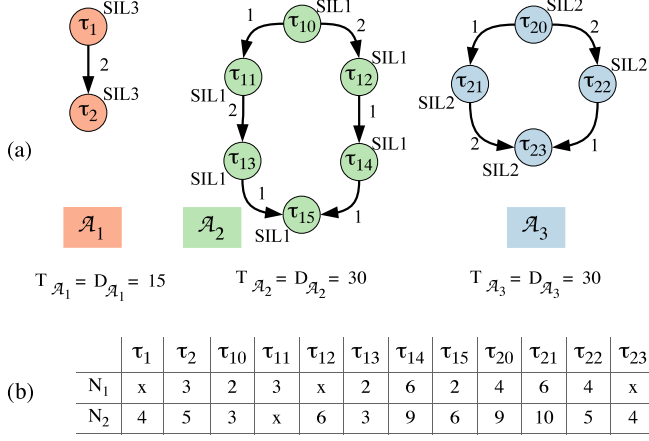 SIL3 SIL1 SIL2
τ1 τ10 τ20
1 2 1 2
2 SIL1 SIL2
τ11 τ12 τ21 τ22
SIL3 SIL1 SIL2
τ2 2 1
(a) SIL1 2 1
τ13 τ14 τ23
SIL1 SIL2
1 1
τ15
SIL1
𝒜1 𝒜2 𝒜3
T𝒜1 = D𝒜1 = 15 T𝒜2 = D𝒜2 = 30 T𝒜3 = D𝒜3 = 30
τ1 τ2 τ10 τ11 τ12 τ13 τ14 τ15 τ20 τ21 τ22 τ23
(b) N1 x 3 2 3 x 2 6 2 4 6 4 x
N2 4 5 3 x 6 3 9 6 9 10 5 4